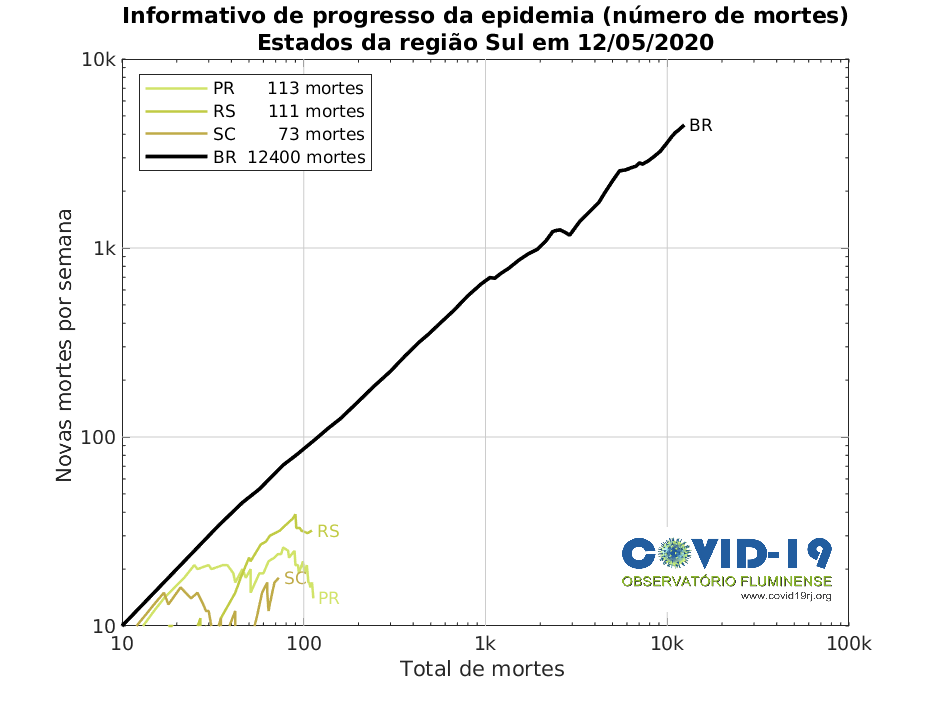 Informativo de progresso da epidemia (número de mortes)
Estados da região Sul em 12/05/2020
10k
PR 113 mortes
RS 111 mortes
SC 73 mortes
BR 12400 mortes
BR
Novas mortes por semana
1k
100
RS
SC
PR
COVID-19
OBSERVATÓRIO FLUMINENSE
www.covid19rj.org
10
10 100 1k 10k 100k
Total de mortes